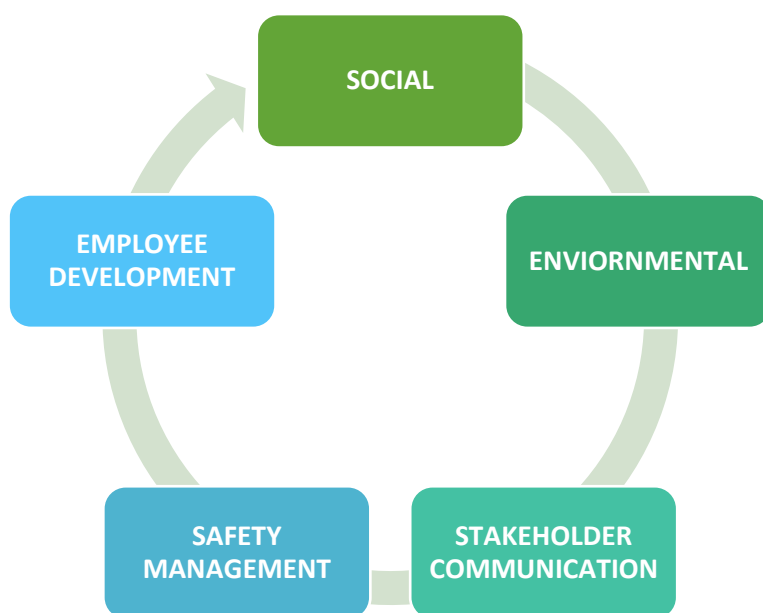 SOCIAL
ENVIORNMENTAL
STAKEHOLDER
COMMUNICATION
SAFETY
MANAGEMENT
EMPLOYEE
DEVELOPMENT